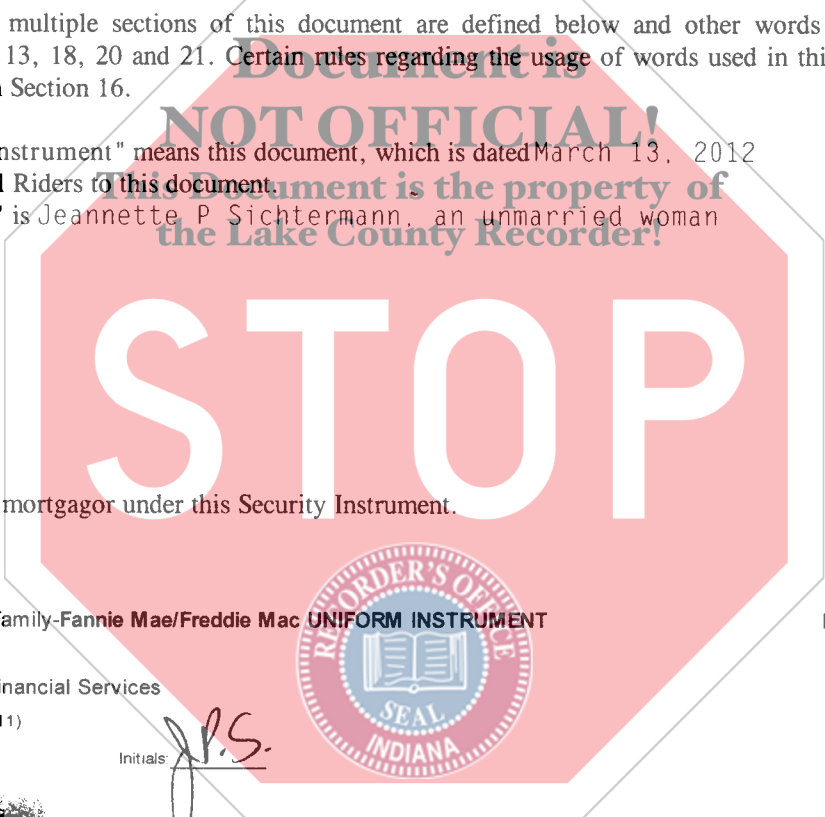 multiple sections of this document are defined below and other words
13, 18, 20 and 21. Certain rules regarding the usage of words used in thi
Section 16.
Document is
NOT OFFICIAL!
This Document is the property of
the Lake County Recorder!
nstrument" means this document, which is dated March 13, 2012
Riders to this document.
is Jeannette P Sichtermann, an unmarried woman
STOP
mortgagor under this Security Instrument.
amily-Fannie Mae/Freddie Mac UNIFORM INSTRUMENT
inancial Services
11)
Initials: J.P.S.
RECORDER'S OFFICE
SEAL
INDIANA